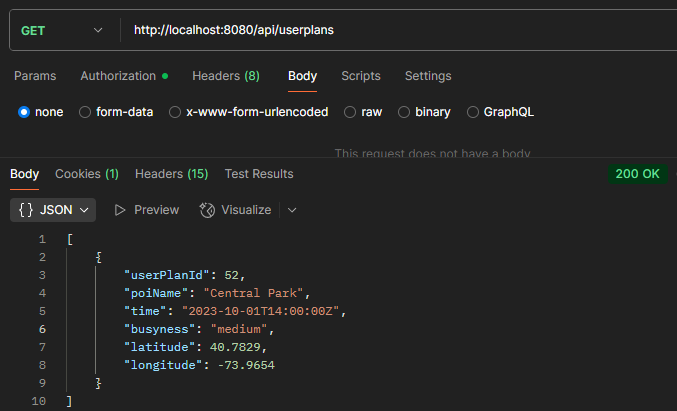 GET http://localhost:8080/api/userplans
Params Authorization Headers (8) Body Scripts Settings
none form-data x-www-form-urlencoded raw binary GraphQL
This request does not have a body
Body Cookies (1) Headers (15) Test Results 200 OK
{} JSON Preview Visualize
1 [
2 {
3 "userPlanId": 52,
4 "poiName": "Central Park",
5 "time": "2023-10-01T14:00:00Z",
6 "busyness": "medium",
7 "latitude": 40.7829,
8 "longitude": -73.9654
9 }
10 ]